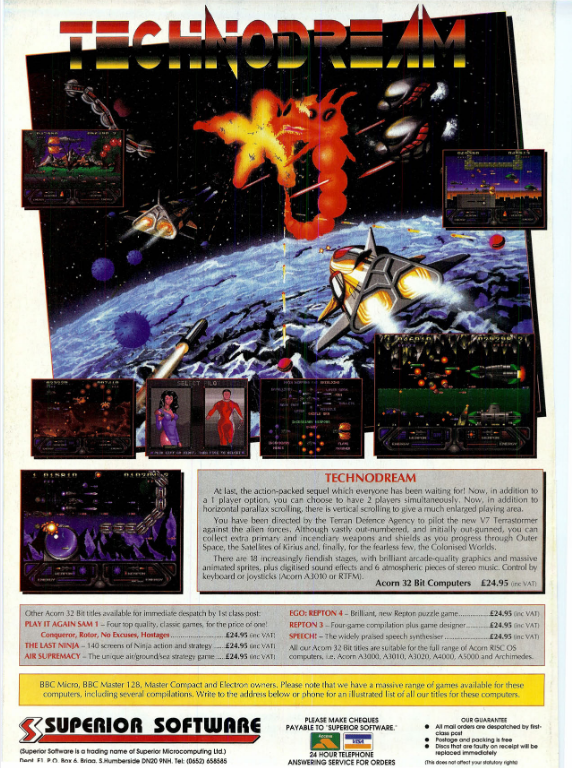 TECHNODREAM
SELECT PILOT
TECHNODREAM
At last, the action-packed sequel which everyone has been waiting for! Now, in addition to
a 1 player option, you can choose to have 2 players simultaneously. Now, in addition to
horizontal parallax scrolling, there is vertical scrolling to give a much enlarged playing area.
You have been directed by the Terran Defence Agency to pilot the new V7 Terrastormer
against the alien forces. Although vastly out-numbered, and initially out-gunned, you can
collect extra primary and incendiary weapons and shields as you progress through Outer
Space, the Satellites of Kirius and, finally, for the fearless few, the Colonised Worlds.
There are 18 increasingly fiendish stages, with brilliant arcade-quality graphics and massive
animated sprites, plus digitised sound effects and 6 atmospheric pieces of stereo music. Control by
keyboard or joysticks (Acorn A3010 or RTFM).
Acorn 32 Bit Computers £24.95 (inc VAT)
Other Acorn 32 Bit titles available for immediate despatch by 1st class post:
PLAY IT AGAIN SAM 1 – Four top quality, classic games, for the price of one!
Conqueror, Rotor, No Excuses, Hostages ..................... £24.95 (inc VAT)
THE LAST NINJA – 140 screens of Ninja action and strategy ..... £24.95 (inc VAT)
AIR SUPREMACY – The unique air/ground/sea strategy game .... £24.95 (inc VAT)
EGO: REPTON 4 – Brilliant, new Repton puzzle game .................. £24.95 (inc VAT)
REPTON 3 – Four-game compilation plus game designer. .............. £24.95 (inc VAT)
SPEECH! – The widely praised speech synthesiser ...................... £24.95 (inc VAT)
All our Acorn 32 Bit titles are suitable for the full range of Acorn RISC OS
computers, i.e. Acorn A3000, A3010, A3020, A4000, A5000 and Archimedes.
BBC Micro, BBC Master 128, Master Compact and Electron owners. Please note that we have a massive range of games available for these
computers, including several compilations. Write to the address below or phone for an illustrated list of all our titles for these computers.
SUPERIOR SOFTWARE
(Superior Software is a trading name of Superior Microcomputing Ltd.)
Dept. E1, P.O. Box 6, Brigg, S.Humberside DN20 9NH. Tel: (0652) 658585
PLEASE MAKE CHEQUES
PAYABLE TO "SUPERIOR SOFTWARE."
VISA
24 HOUR TELEPHONE
ANSWERING SERVICE FOR ORDERS
OUR GUARANTEE
● All mail orders are despatched by first-
class post
● Postage and packing is free
● Discs that are faulty on receipt will be
replaced immediately
(This does not affect your statutory rights)